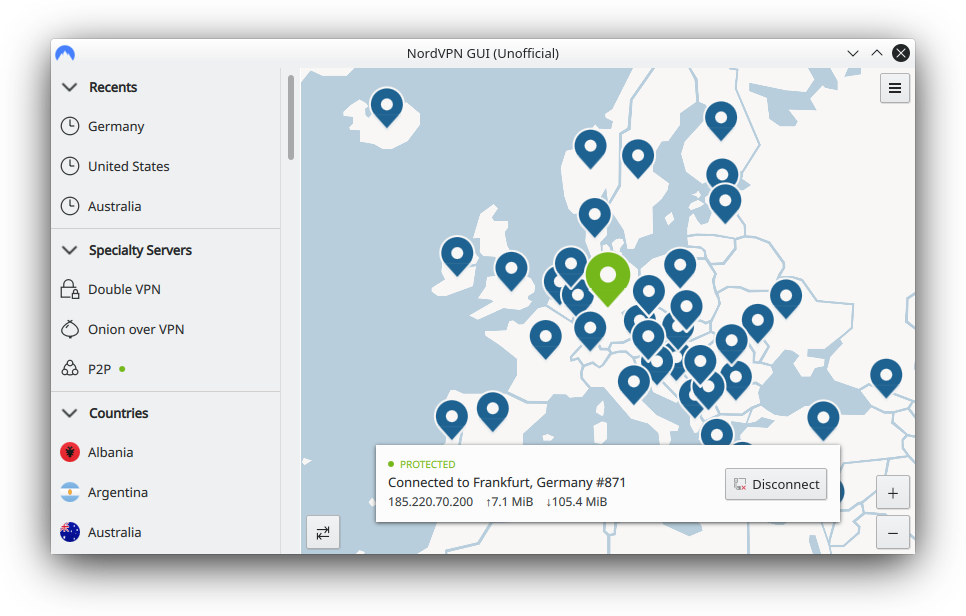 NordVPN GUI (Unofficial)
Recents
Germany
United States
Australia
Specialty Servers
Double VPN
Onion over VPN
P2P
Countries
Albania
Argentina
Australia
PROTECTED
Connected to Frankfurt, Germany #871
185.220.70.200 ↑7.1 MiB ↓105.4 MiB
Disconnect